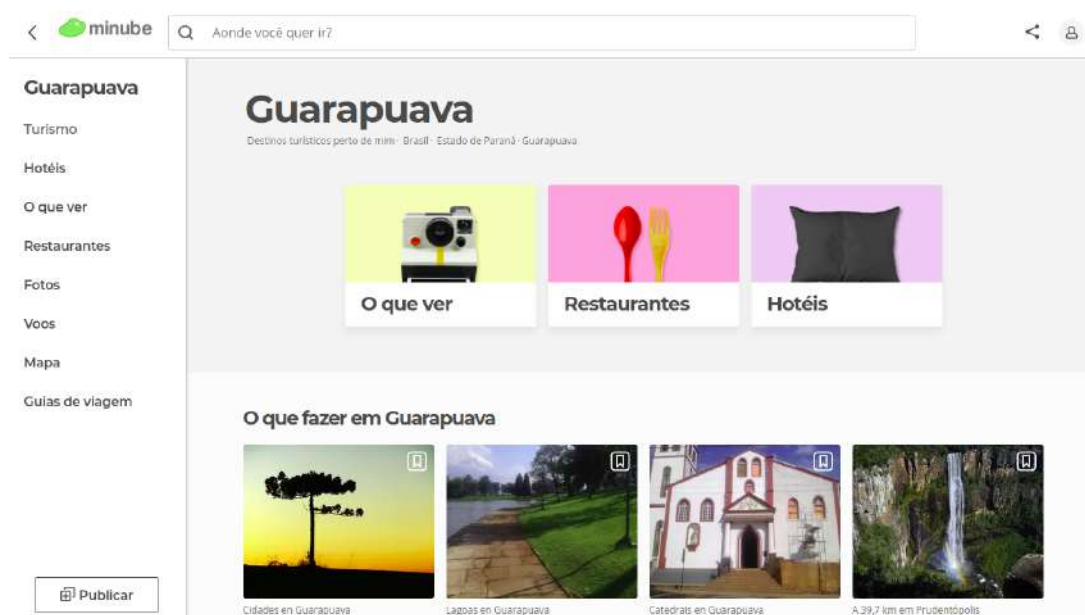 minube
Aonde você quer ir?
Guarapuava
Turismo
Hotéis
O que ver
Restaurantes
Fotos
Voos
Mapa
Guias de viagem
Publicar
Guarapuava
Destinos turísticos perto de mim · Brasil · Estado de Paraná · Guarapuava
O que ver
Restaurantes
Hotéis
O que fazer em Guarapuava
Cidades en Guarapuava
Lagoas en Guarapuava
Catedrais en Guarapuava
A 39,7 km em Prudentópolis